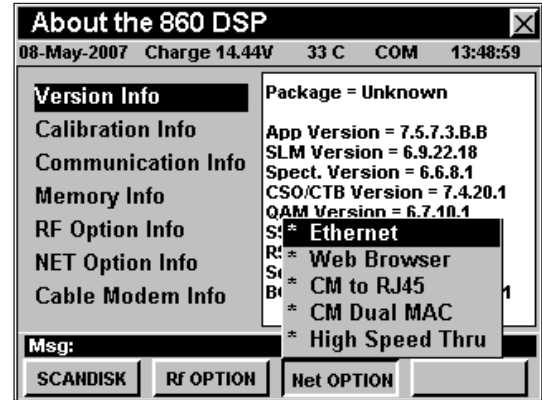 About the 860 DSP
08-May-2007 Charge 14.44V 33 C COM 13:48:59
Version Info
Calibration Info
Communication Info
Memory Info
RF Option Info
NET Option Info
Cable Modem Info
Package = Unknown
App Version = 7.5.7.3.B.B
SLM Version = 6.9.22.18
Spect. Version = 6.6.8.1
CSO/CTB Version = 7.4.20.1
QAM Version = 6.7.10.1
* Ethernet
* Web Browser
* CM to RJ45
* CM Dual MAC
* High Speed Thru
Msg:
SCANDISK Rf OPTION Net OPTION